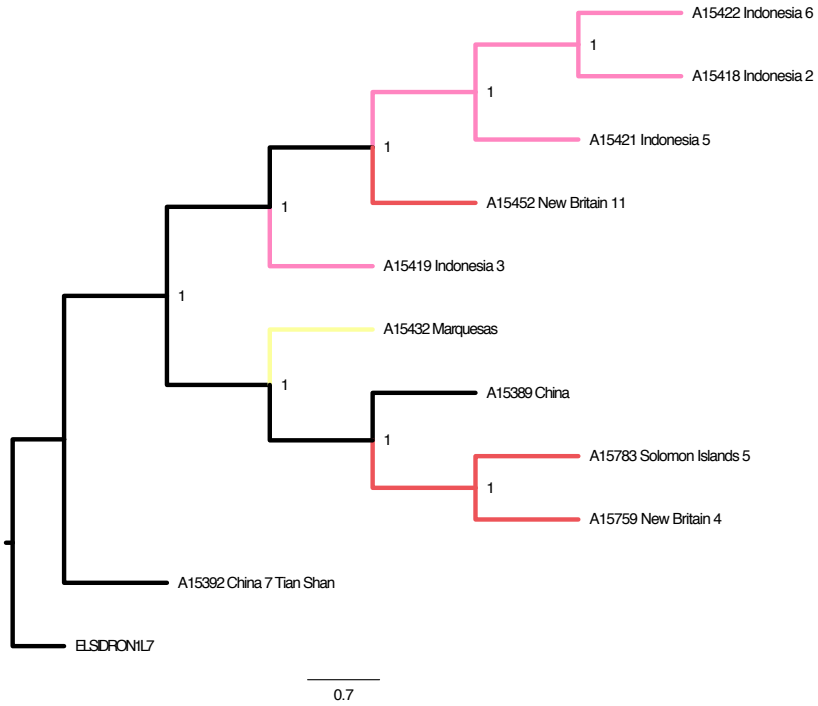 A15422 Indonesia 6
1
A15418 Indonesia 2
1
A15421 Indonesia 5
1
A15452 New Britain 11
1
A15419 Indonesia 3
1
A15432 Marquesas
1
A15389 China
1
A15783 Solomon Islands 5
1
A15759 New Britain 4
A15392 China 7 Tian Shan
ELSIDRON1L7
0.7